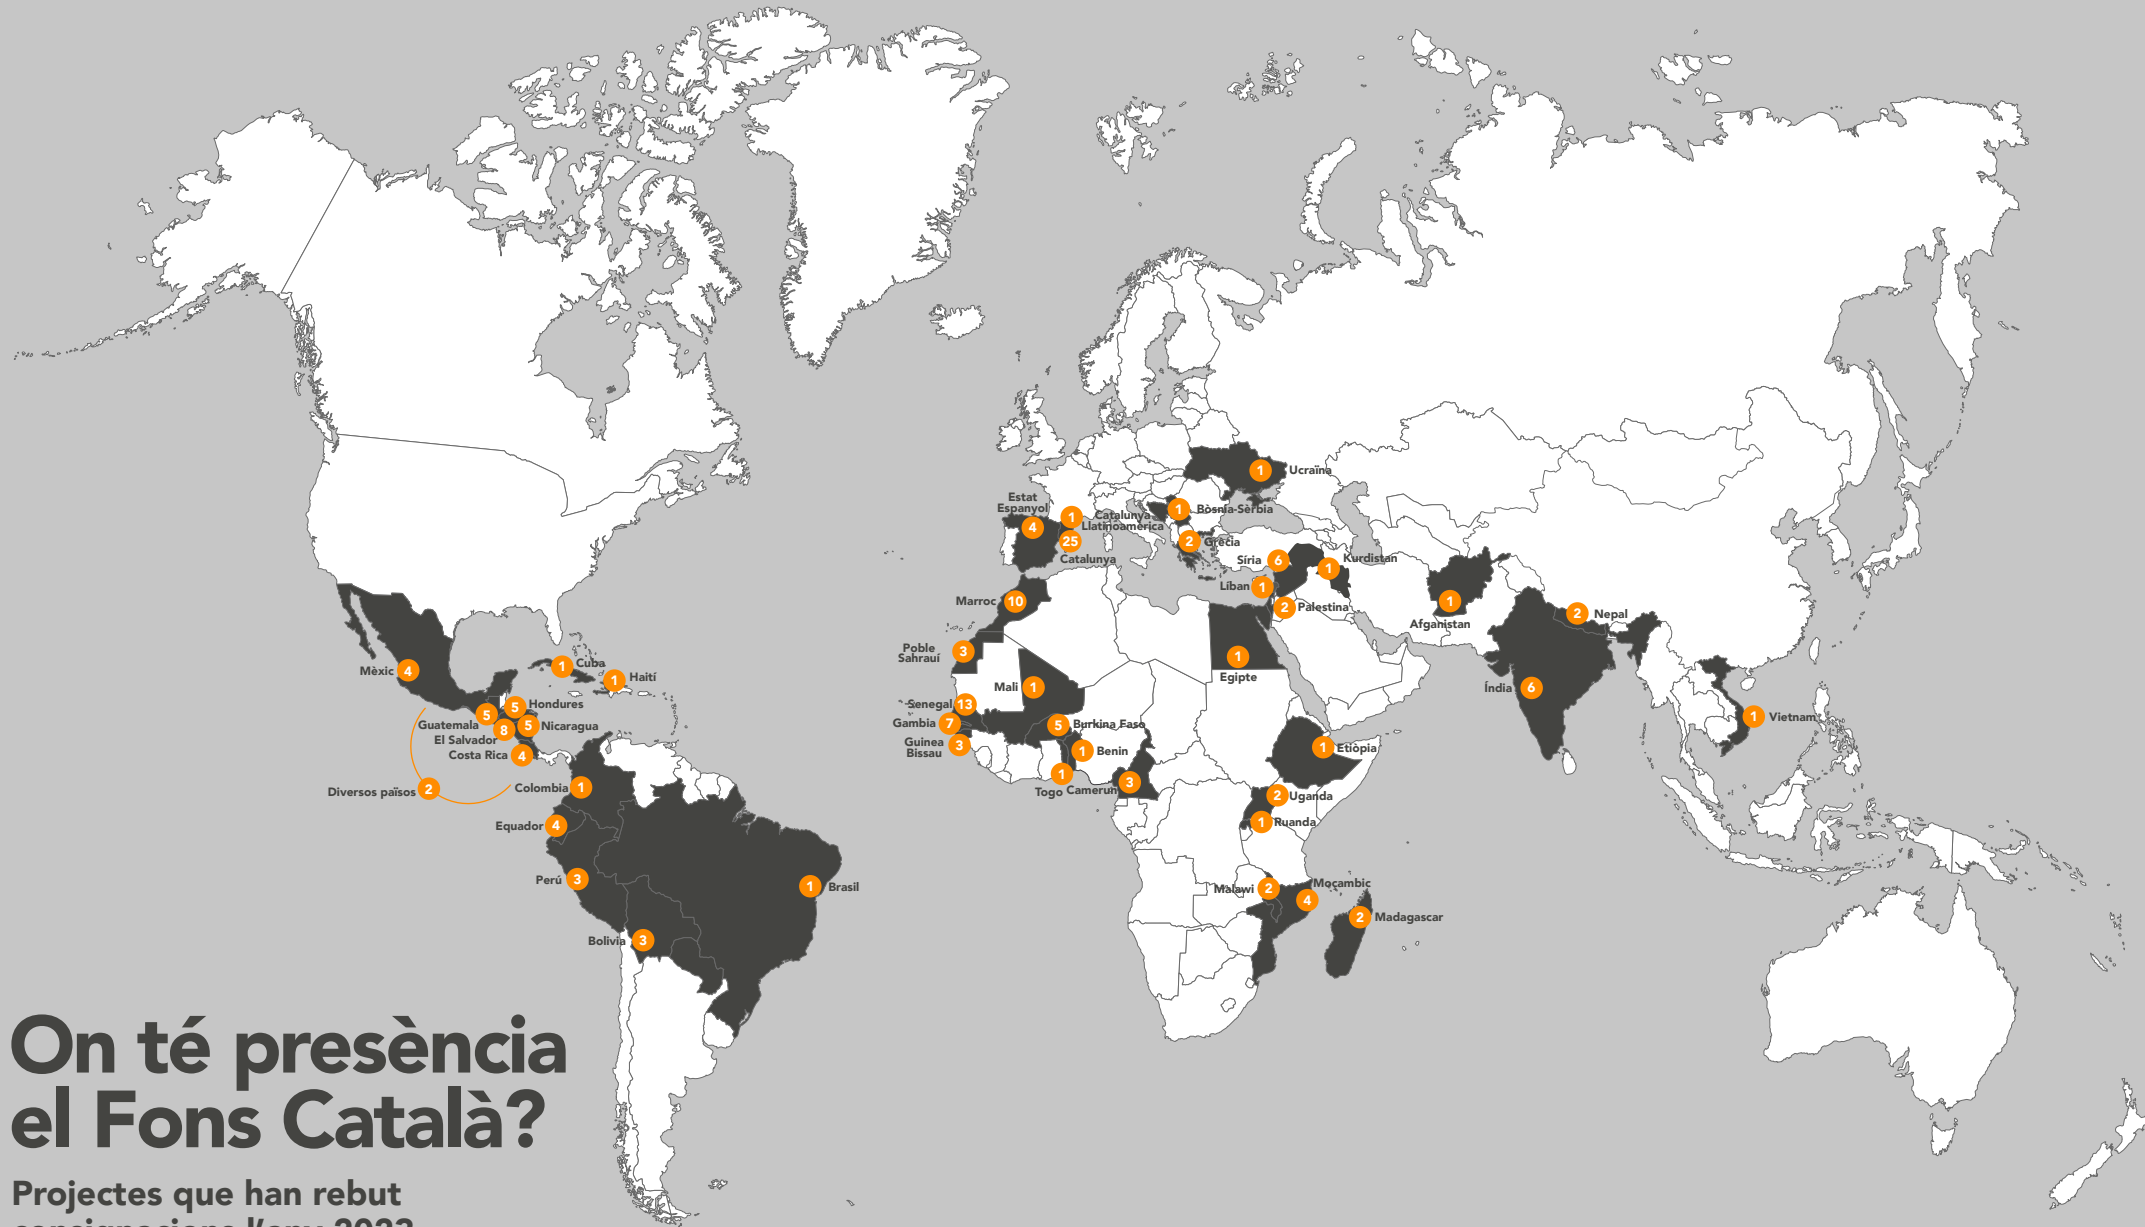 Ucraïna
1
Estat
Espanyol
4
1
Catalunya
Llatinoamèrica
25
Catalunya
1
Bòsnia-Sèrbia
2
Grècia
Síria
6
Kurdistan
1
Líban
1
2
Palestina
Marroc
10
1
Afganistan
2
Nepal
Poble
Sahrauí
3
1
Egipte
Mèxic
4
1
Cuba
1
Haití
Mali
1
Índia
6
Senegal
13
5
Hondures
Guatemala
5
Gambia
7
5
Burkina Faso
1
Vietnam
5
Nicaragua
El Salvador
8
Guinea
Bissau
3
1
Benin
1
Etiòpia
Costa Rica
4
Togo
1
Camerun
3
Diversos països
2
Colombia
1
2
Uganda
Equador
4
1
Ruanda
Perú
3
1
Brasil
Malawi
2
Moçambic
4
2
Madagascar
Bolivia
3
On té presència
el Fons Català?
Projectes que han rebut